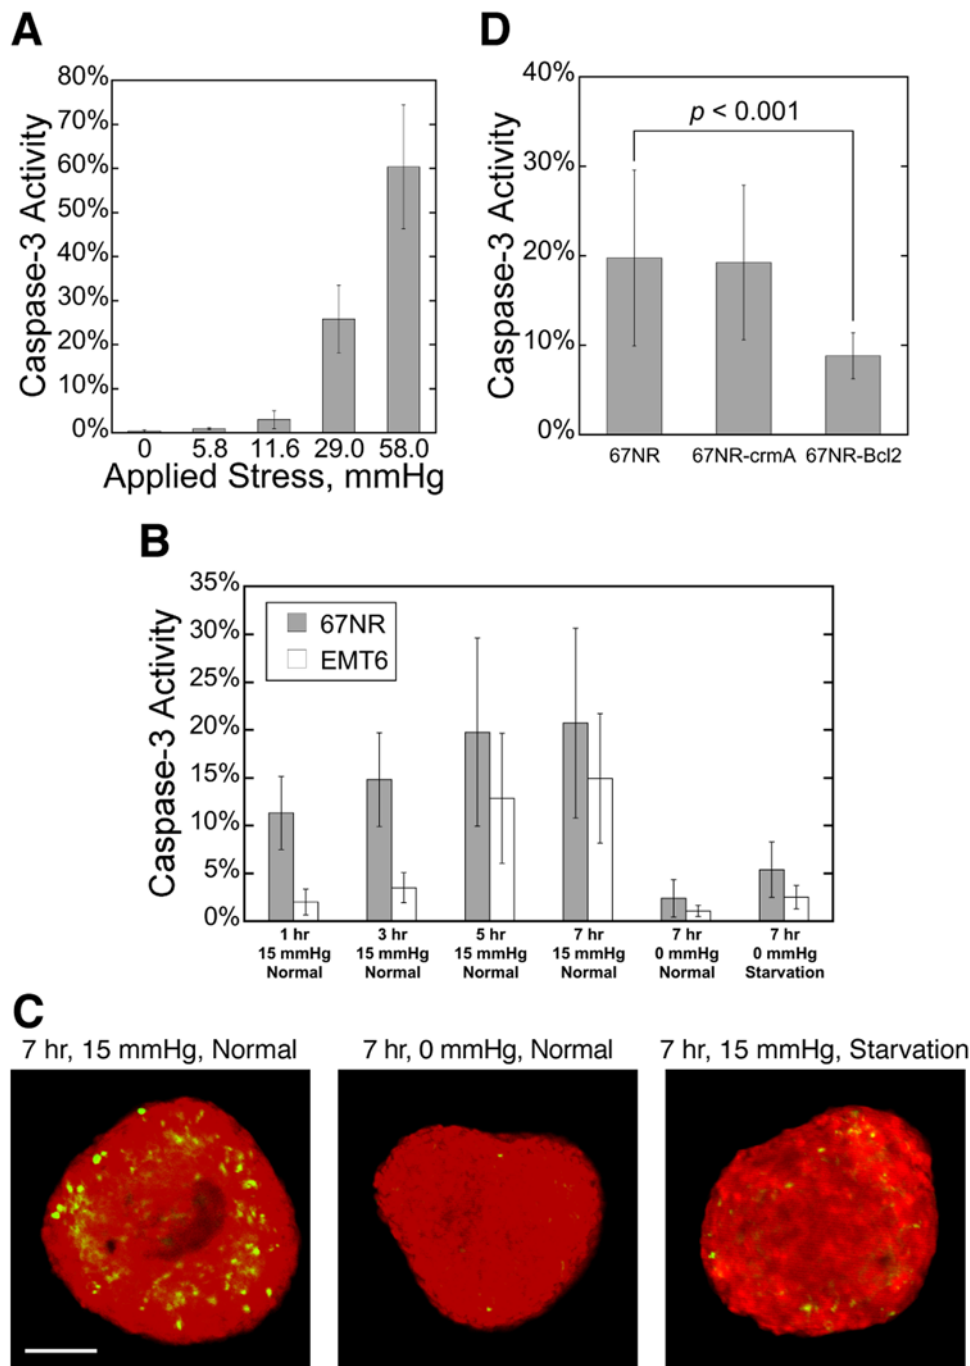 A
Caspase-3 Activity
80%
70%
60%
50%
40%
30%
20%
10%
0%
0 5.8 11.6 29.0 58.0
Applied Stress, mmHg
D
Caspase-3 Activity
40%
30%
20%
10%
0%
p < 0.001
67NR 67NR-crmA 67NR-Bcl2
B
Caspase-3 Activity
35%
30%
25%
20%
15%
10%
5%
0%
67NR
EMT6
1 hr
15 mmHg
Normal
3 hr
15 mmHg
Normal
5 hr
15 mmHg
Normal
7 hr
15 mmHg
Normal
7 hr
0 mmHg
Normal
7 hr
0 mmHg
Starvation
C
7 hr, 15 mmHg, Normal
7 hr, 0 mmHg, Normal
7 hr, 15 mmHg, Starvation